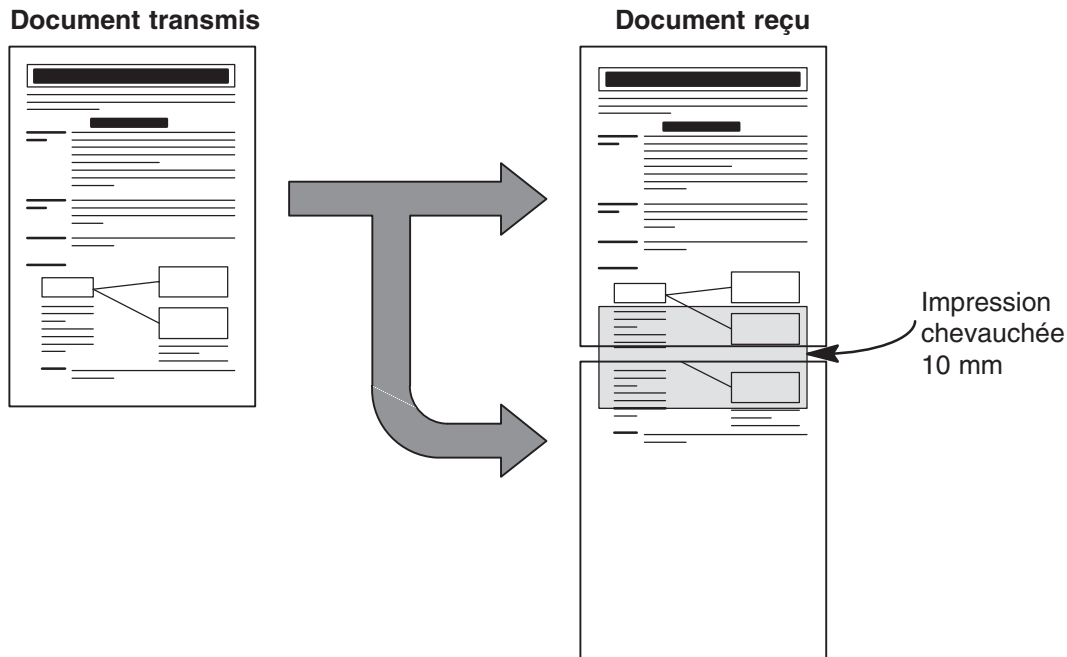 Document transmis
Document reçu
Impression
chevauchée
10 mm